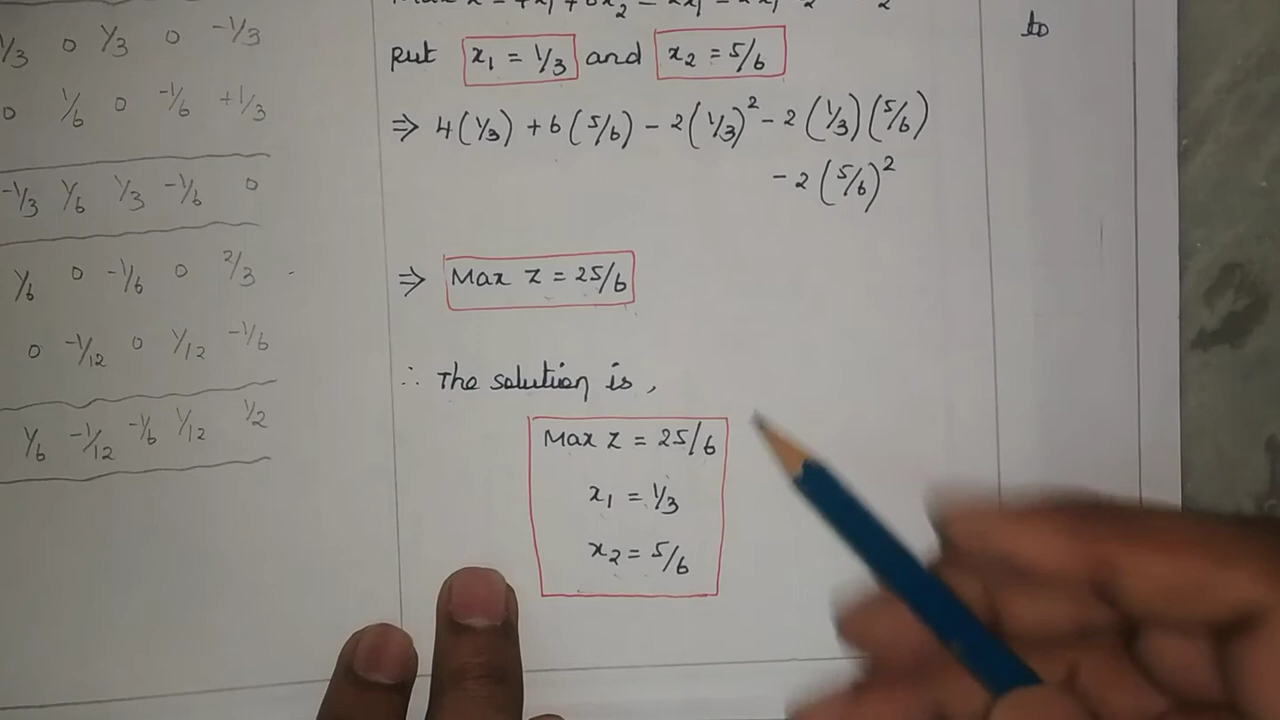 1/3 0 1/3 0 -1/3
0 1/6 0 -1/6 +1/3
-1/3 1/6 1/3 -1/6 0
1/6 0 -1/6 0 2/3
0 -1/12 0 1/12 -1/6
1/6 -1/12 -1/6 1/12 1/2
put x₁ = 1/3 and x₂ = 5/6
⇒ 4(1/3) + 6(5/6) - 2(1/3)² - 2(1/3)(5/6)
- 2(5/6)²
⇒ Max Z = 25/6
∴ The solution is,
Max Z = 25/6
x₁ = 1/3
x₂ = 5/6
to